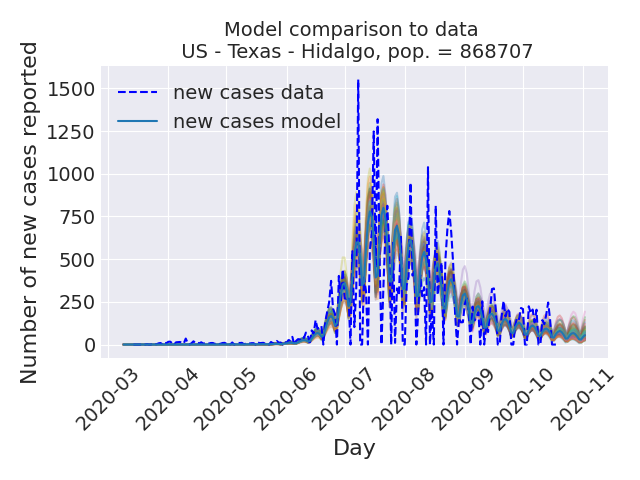 Model comparison to data
US - Texas - Hidalgo, pop. = 868707
Number of new cases reported
1500
1250
1000
750
500
250
0
new cases data
new cases model
2020-03
2020-04
2020-05
2020-06
2020-07
2020-08
2020-09
2020-10
2020-11
Day